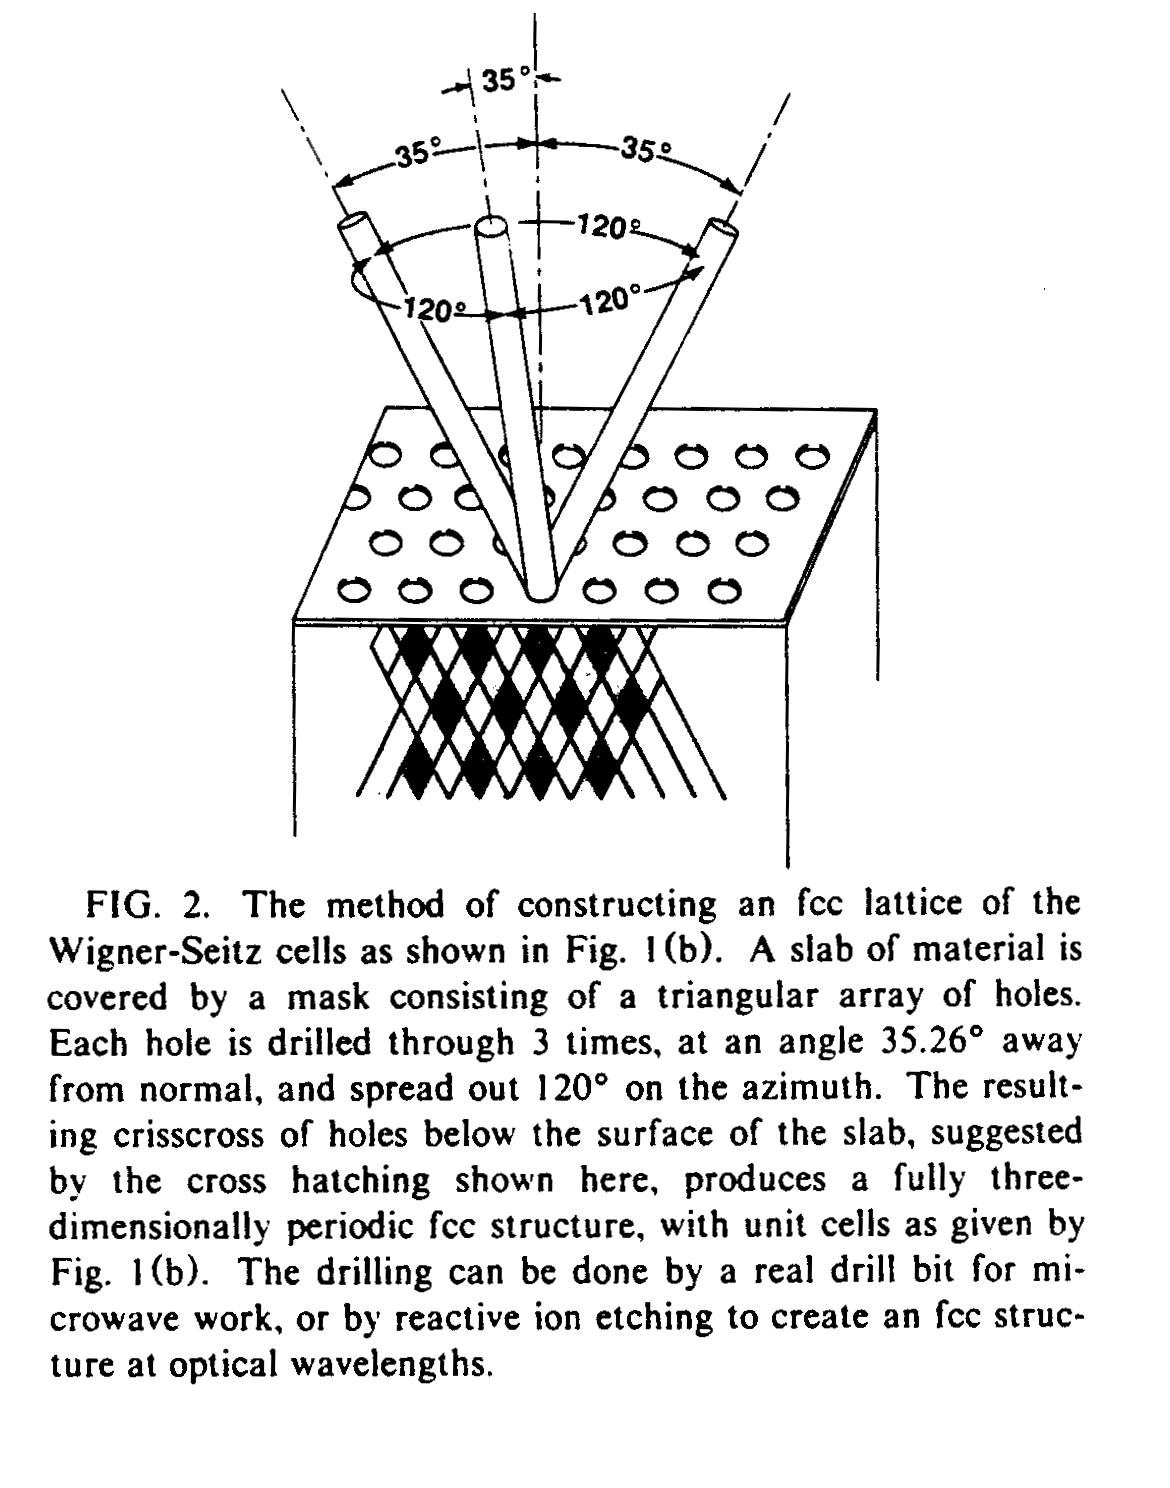 35°
35°
35°
120°
120°
120°
FIG. 2. The method of constructing an fcc lattice of the
Wigner-Seitz cells as shown in Fig. 1(b). A slab of material is
covered by a mask consisting of a triangular array of holes.
Each hole is drilled through 3 times, at an angle 35.26° away
from normal, and spread out 120° on the azimuth. The result-
ing crisscross of holes below the surface of the slab, suggested
by the cross hatching shown here, produces a fully three-
dimensionally periodic fcc structure, with unit cells as given by
Fig. 1(b). The drilling can be done by a real drill bit for mi-
crowave work, or by reactive ion etching to create an fcc struc-
ture at optical wavelengths.